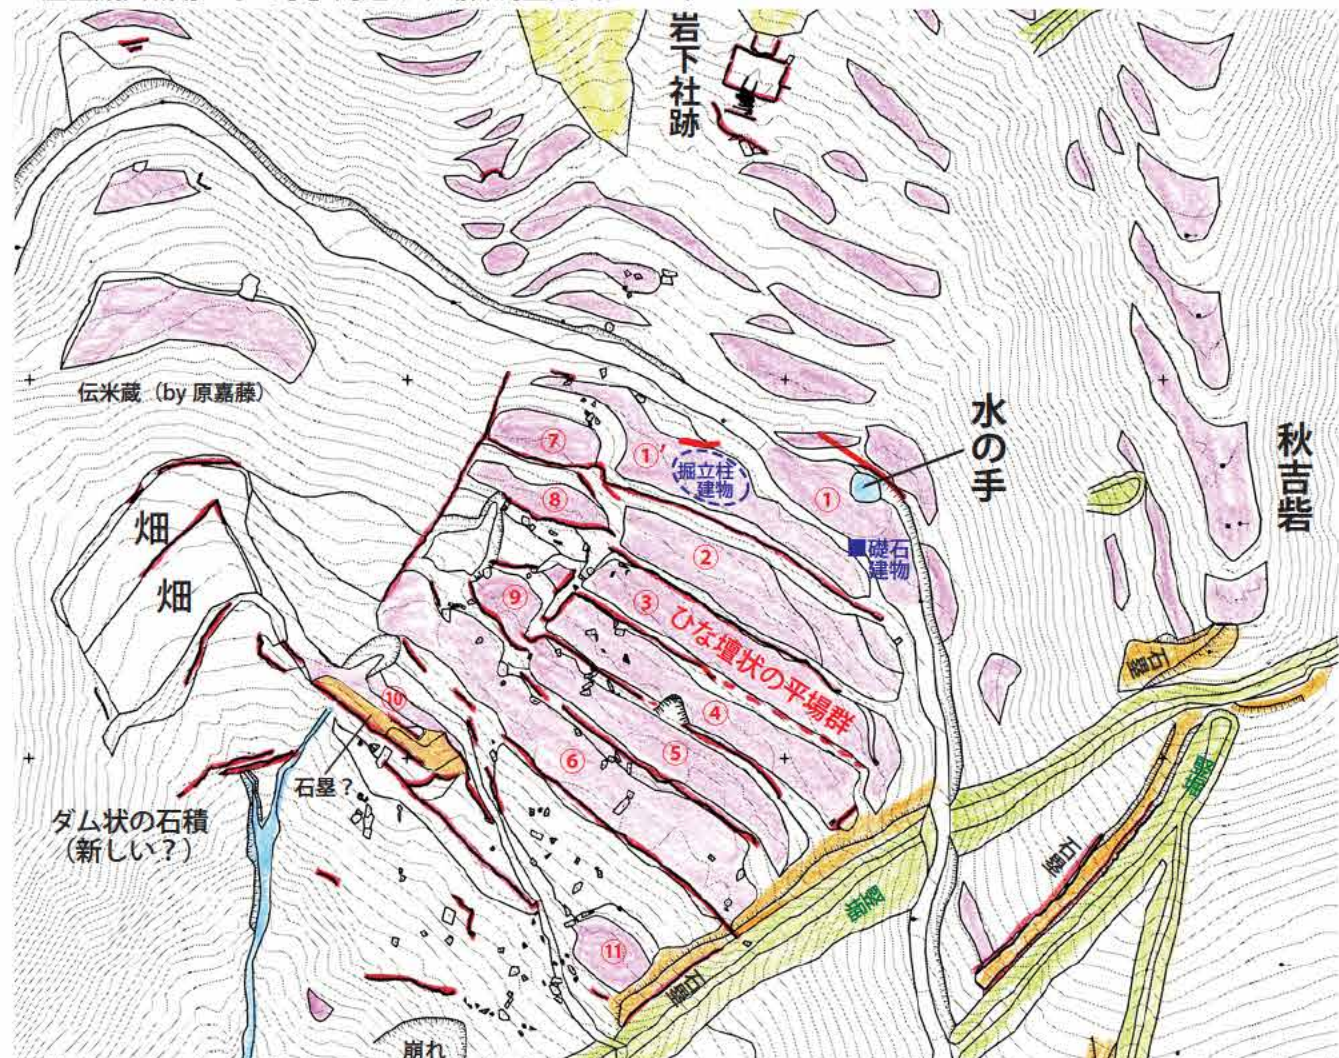 岩下社跡
伝米蔵（by 原嘉藤）
水の手
秋吉砦
⑦
①′
掘立柱
建物
①
⑧
②
礎石
建物
畑
畑
⑨
③
ひな壇状の平場群
石塁
⑩
④
⑤
⑥
石塁？
竪堀
ダム状の石積
（新しい？）
石塁
竪堀
⑪
石塁
崩れ